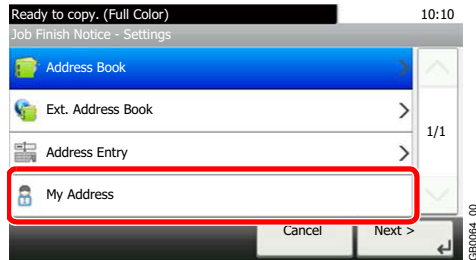 Ready to copy. (Full Color) 10:10
Job Finish Notice - Settings
Address Book
Ext. Address Book
1/1
Address Entry
My Address
Cancel Next >
GB0064_00